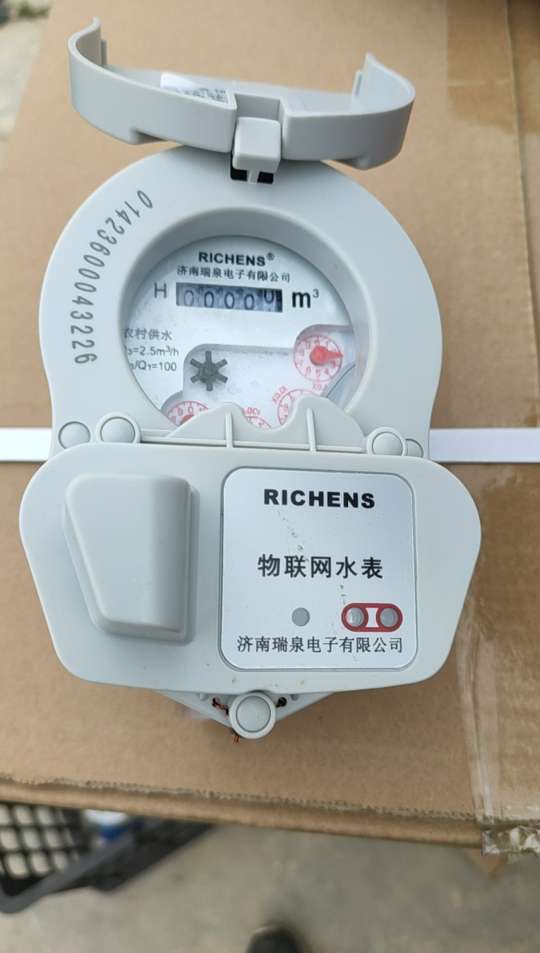 01423600043226
RICHENS®
济南瑞泉电子有限公司
H 00000 m³
农村供水
=2.5m³/h
/Q₁=100
RICHENS
物联网水表
济南瑞泉电子有限公司